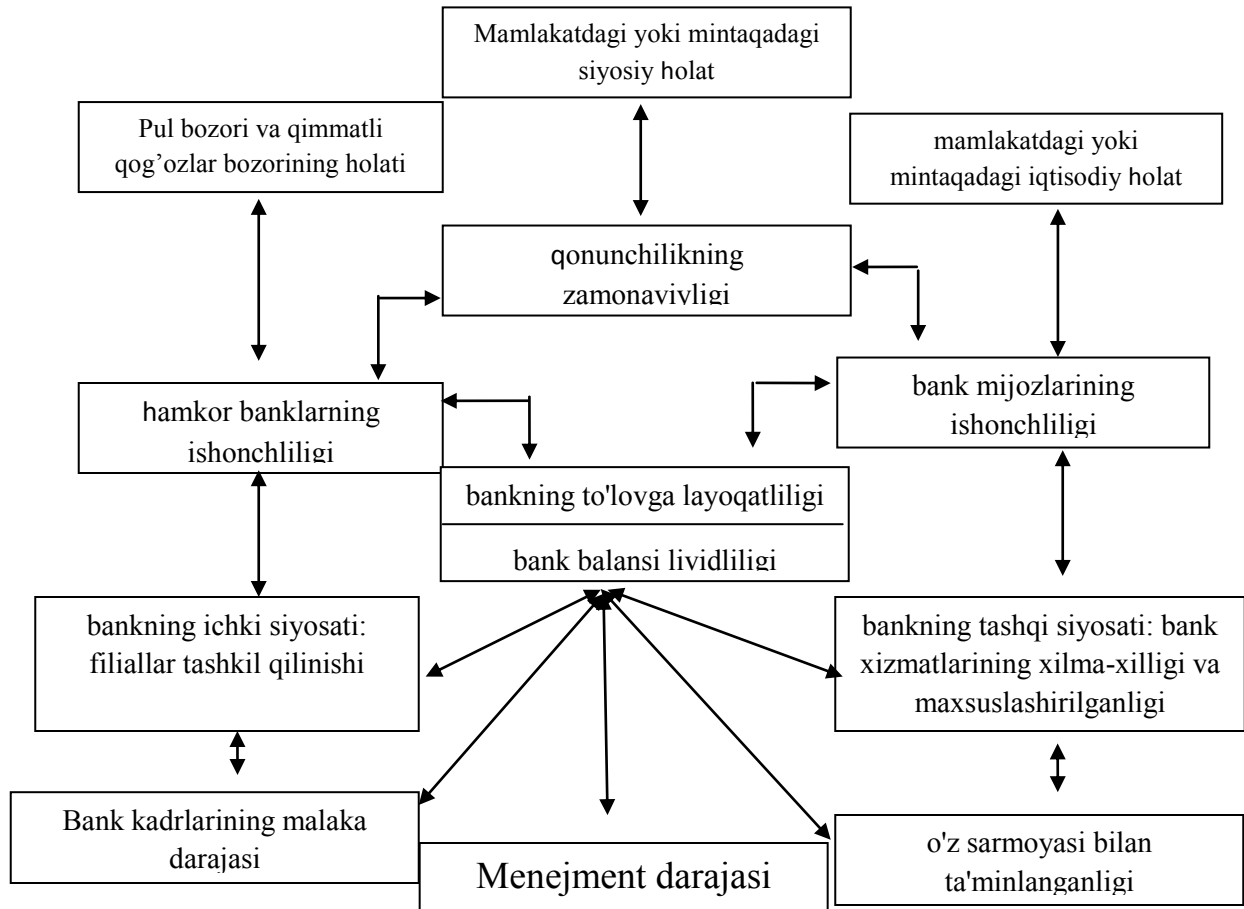 Mamlakatdagi yoki mintaqadagi
siyosiy holat
Pul bozori va qimmatli
qog’ozlar bozorining holati
mamlakatdagi yoki
mintaqadagi iqtisodiy holat
qonunchilikning
zamonavivligi
hamkor banklarning
ishonchliligi
bank mijozlarining
ishonchliligi
bankning to'lovga layoqatliligi
bank balansi lividliligi
bankning ichki siyosati:
filiallar tashkil qilinishi
bankning tashqi siyosati: bank
xizmatlarining xilma-xilligi va
maxsuslashirilganligi
Bank kadrlarining malaka
darajasi
Menejment darajasi
o'z sarmoyasi bilan
ta'minlanganligi